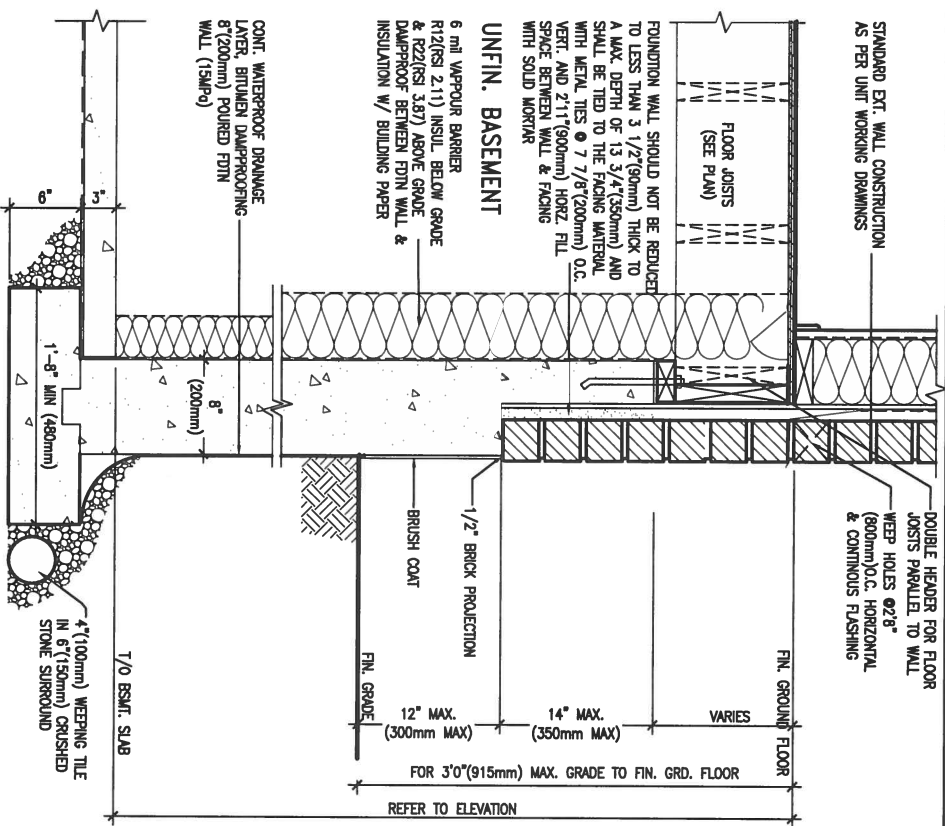 STANDARD EXT. WALL CONSTRUCTION
AS PER UNIT WORKING DRAWINGS
FLOOR JOISTS
(SEE PLAN)
FOUNDTION WALL SHOULD NOT BE REDUCED
TO LESS THAN 3 1/2"(90mm) THICK TO
A MAX. DEPTH OF 13 3/4"(350mm) AND
SHALL BE TIED TO THE FACING MATERIAL
WITH METAL TIES @ 7 7/8"(200mm) O.C.
VERT. AND 2'11"(900mm) HORZ. FILL
SPACE BETWEEN WALL & FACING
WITH SOLID MORTAR
UNFIN. BASEMENT
6 mil VAPPOUR BARRIER
R12(RSI 2.11) INSUL. BELOW GRADE
& R22(RSI 3.87) ABOVE GRADE
DAMPPROOF BETWEEN FDTN WALL &
INSULATION W/ BUILDING PAPER
CONT. WATERPROOF DRAINAGE
LAYER, BITUMEN DAMPPROOFING
8"(200mm) POURED FDTN
WALL (15MPa)
3"
6"
8"
(200mm)
1'-8" MIN (480mm)
DOUBLE HEADER FOR FLOOR
JOISTS PARALLEL TO WALL
WEEP HOLES @2'8"
(800mm)O.C. HORIZONTAL
& CONTINOUS FLASHING
1/2" BRICK PROJECTION
BRUSH COAT
4"(100mm) WEEPING TILE
IN 6"(150mm) CRUSHED
STONE SURROUND
FIN. GROUND FLOOR
VARIES
14" MAX.
(350mm MAX)
12" MAX.
(300mm MAX)
FIN. GRADE
T/O BSMT. SLAB
FOR 3'0"(915mm) MAX. GRADE TO FIN. GRD. FLOOR
REFER TO ELEVATION